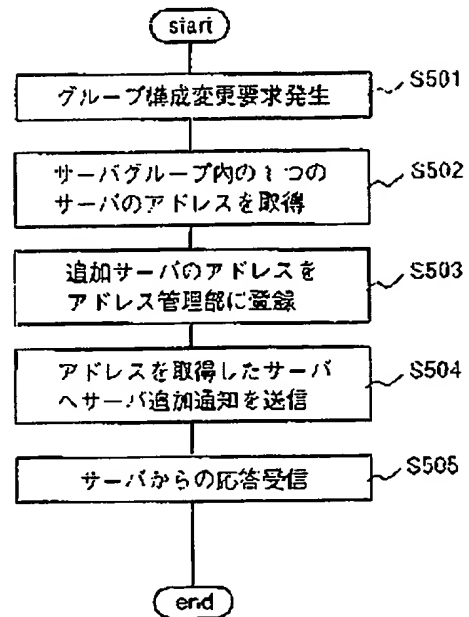 start
グループ構成変更要求発生
S501
サーバグループ内の1つの
サーバのアドレスを取得
S502
追加サーバのアドレスを
アドレス管理部に登録
S503
アドレスを取得したサーバ
へサーバ追加通知を送信
S504
サーバからの応答受信
S505
end